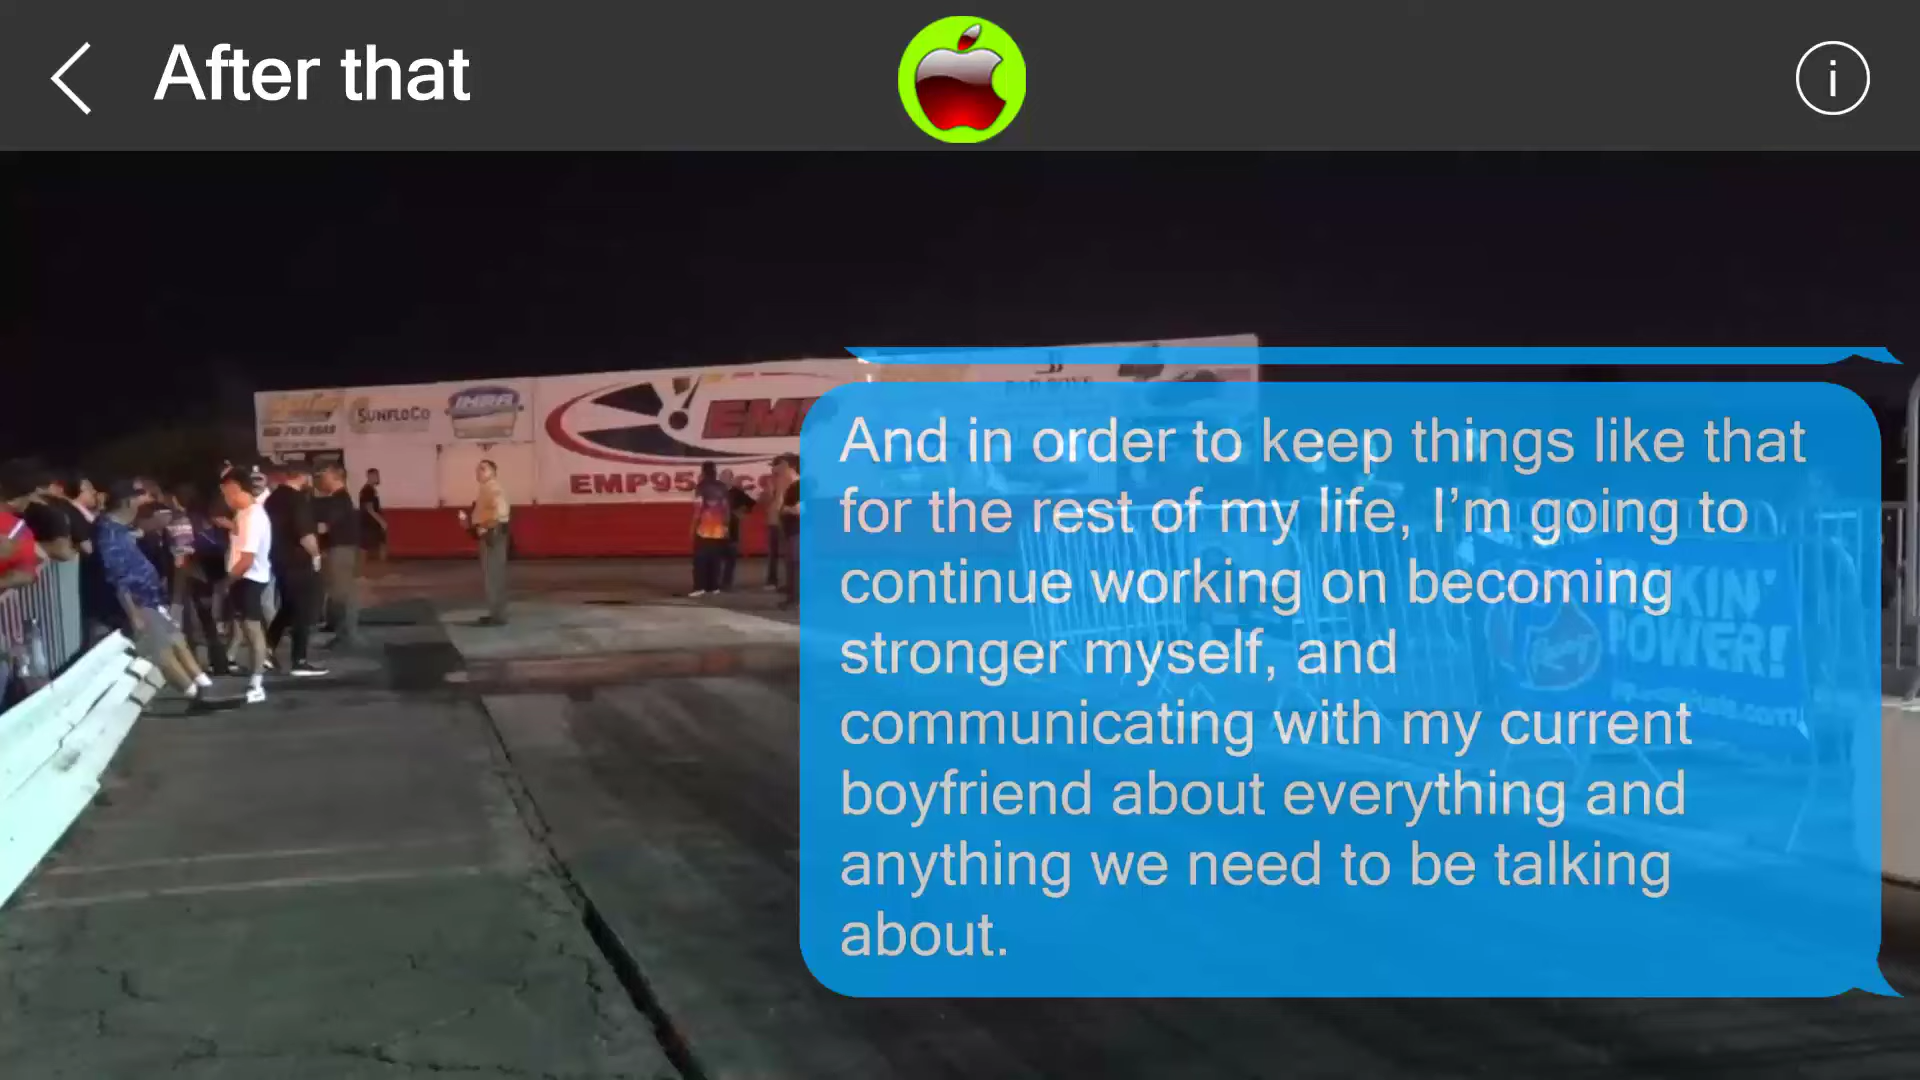 After that
i
SUNFLOCO
IHRA
EMP
EMP95
And in order to keep things like that
for the rest of my life, I’m going to
continue working on becoming
stronger myself, and
communicating with my current
boyfriend about everything and
anything we need to be talking
about.
POWER!